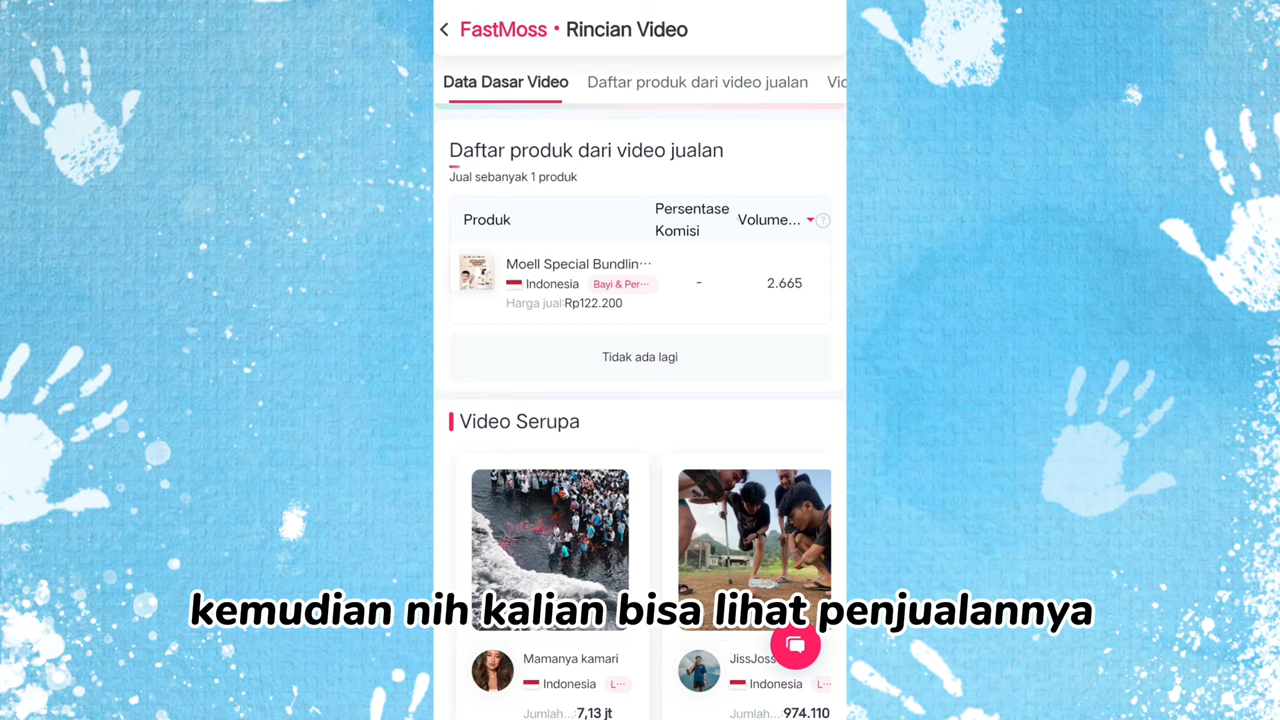 FastMoss • Rincian Video
Data Dasar Video
Daftar produk dari video jualan
Vic
Daftar produk dari video jualan
Jual sebanyak 1 produk
Produk
Persentase
Komisi
Volume...
?
Moell Special Bundlin...
Indonesia
Bayi & Per...
Harga jual:Rp122.200
-
2.665
Tidak ada lagi
Video Serupa
kemudian nih kalian bisa lihat penjualannya
Mamanya kamari
Indonesia
L...
Jumlah...:7,13 jt
JissJoss
Indonesia
L...
Jumlah...:974.110